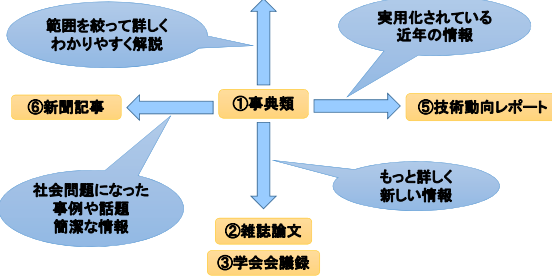 範囲を絞って詳しく
わかりやすく解説
実用化されている
近年の情報
⑥新聞記事
①事典類
⑤技術動向レポート
社会問題になった
事例や話題
簡潔な情報
もっと詳しく
新しい情報
②雑誌論文
③学会会議録